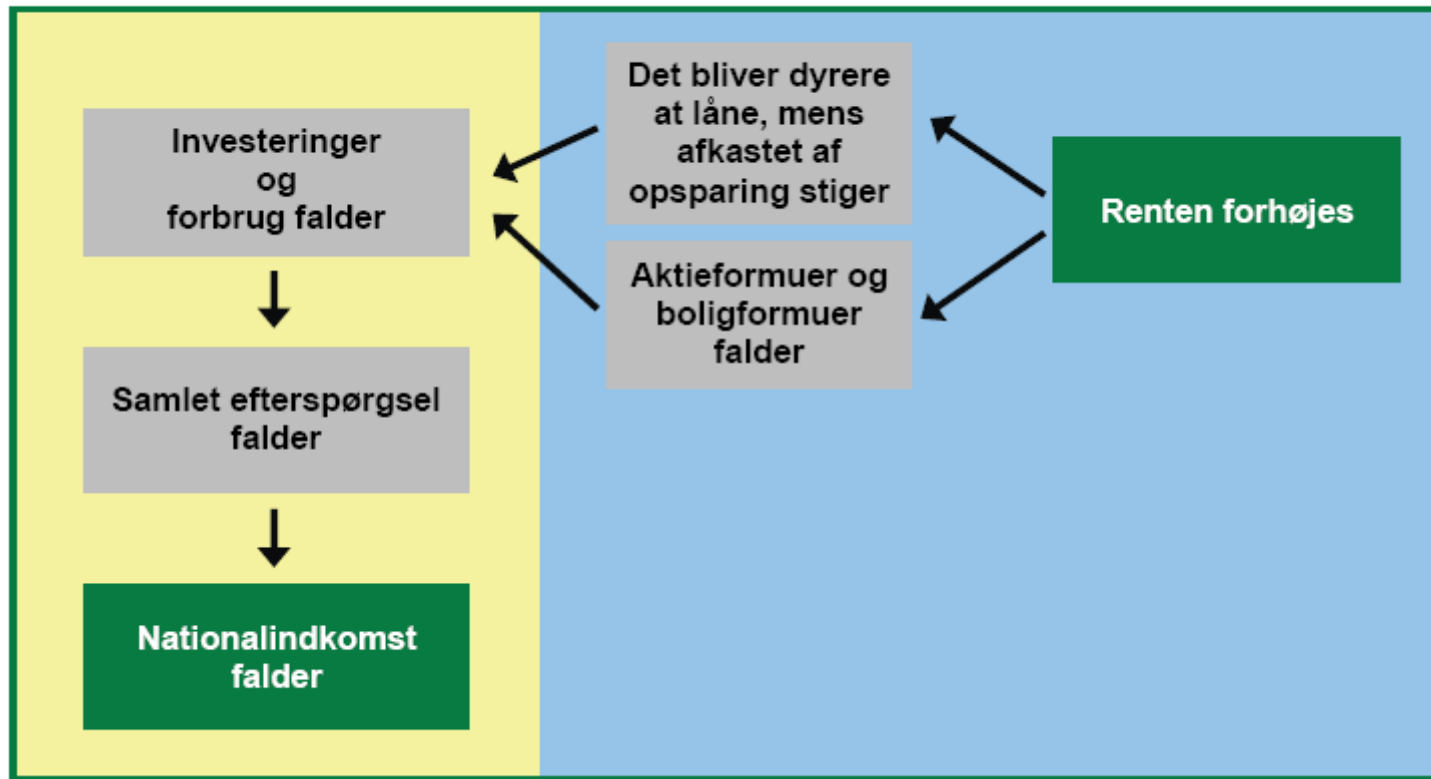 Renten forhøjes
Det bliver dyrere
at låne, mens
afkastet af
opsparing stiger
Aktieformuer og
boligformuer
falder
Investeringer
og
forbrug falder
Samlet efterspørgsel
falder
Nationalindkomst
falder